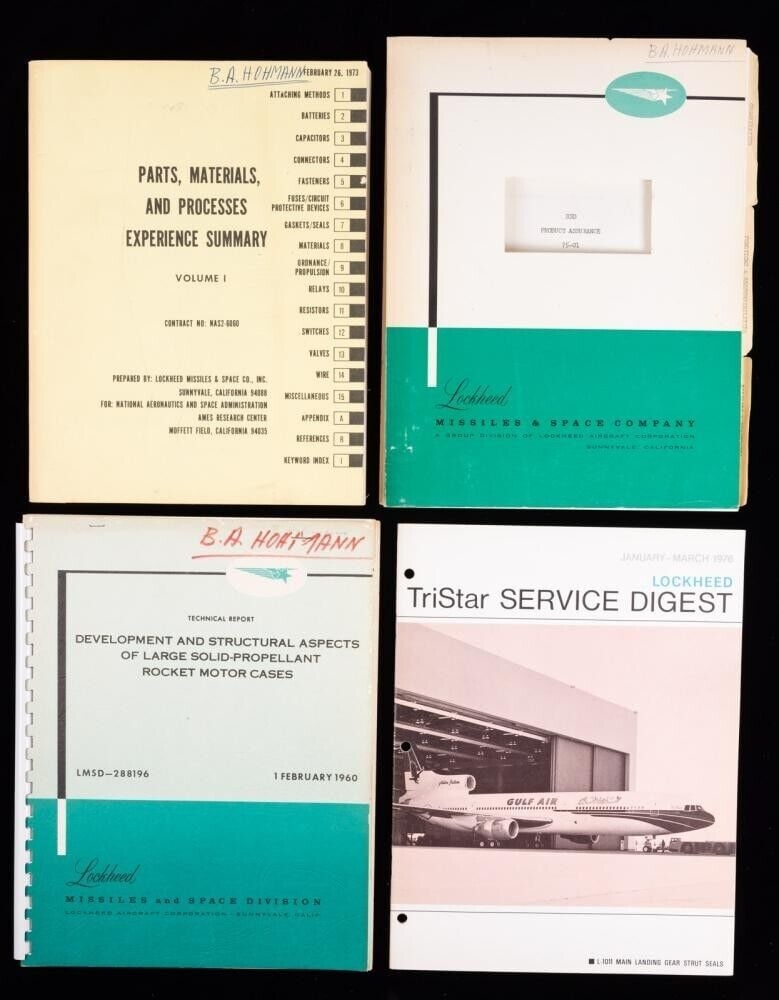 B.A. HOHMANN
FEBRUARY 26, 1973
ATTACHING METHODS 1
BATTERIES 2
CAPACITORS 3
CONNECTORS 4
FASTENERS 5
FUSES/CIRCUIT
PROTECTIVE DEVICES 6
GASKETS/SEALS 7
MATERIALS 8
ORDNANCE/
PROPULSION 9
RELAYS 10
RESISTORS 11
SWITCHES 12
VALVES 13
WIRE 14
MISCELLANEOUS 15
APPENDIX A
REFERENCES R
KEYWORD INDEX I
PARTS, MATERIALS,
AND PROCESSES
EXPERIENCE SUMMARY
VOLUME I
CONTRACT NO: NAS2-6060
PREPARED BY: LOCKHEED MISSILES & SPACE CO., INC.
SUNNYVALE, CALIFORNIA 94088
FOR: NATIONAL AERONAUTICS AND SPACE ADMINISTRATION
AMES RESEARCH CENTER
MOFFETT FIELD, CALIFORNIA 94035
B.A. HOHMANN
SSD
PRODUCT ASSURANCE
75-01
Lockheed
MISSILES & SPACE COMPANY
A GROUP DIVISION OF LOCKHEED AIRCRAFT CORPORATION
SUNNYVALE, CALIFORNIA
B.A. HOHMANN
TECHNICAL REPORT
DEVELOPMENT AND STRUCTURAL ASPECTS
OF LARGE SOLID-PROPELLANT
ROCKET MOTOR CASES
LMSD-288196
1 FEBRUARY 1960
Lockheed
MISSILES and SPACE DIVISION
LOCKHEED AIRCRAFT CORPORATION · SUNNYVALE, CALIF.
JANUARY-MARCH 1976
LOCKHEED
TriStar SERVICE DIGEST
GULF AIR
L-1011 MAIN LANDING GEAR STRUT SEALS